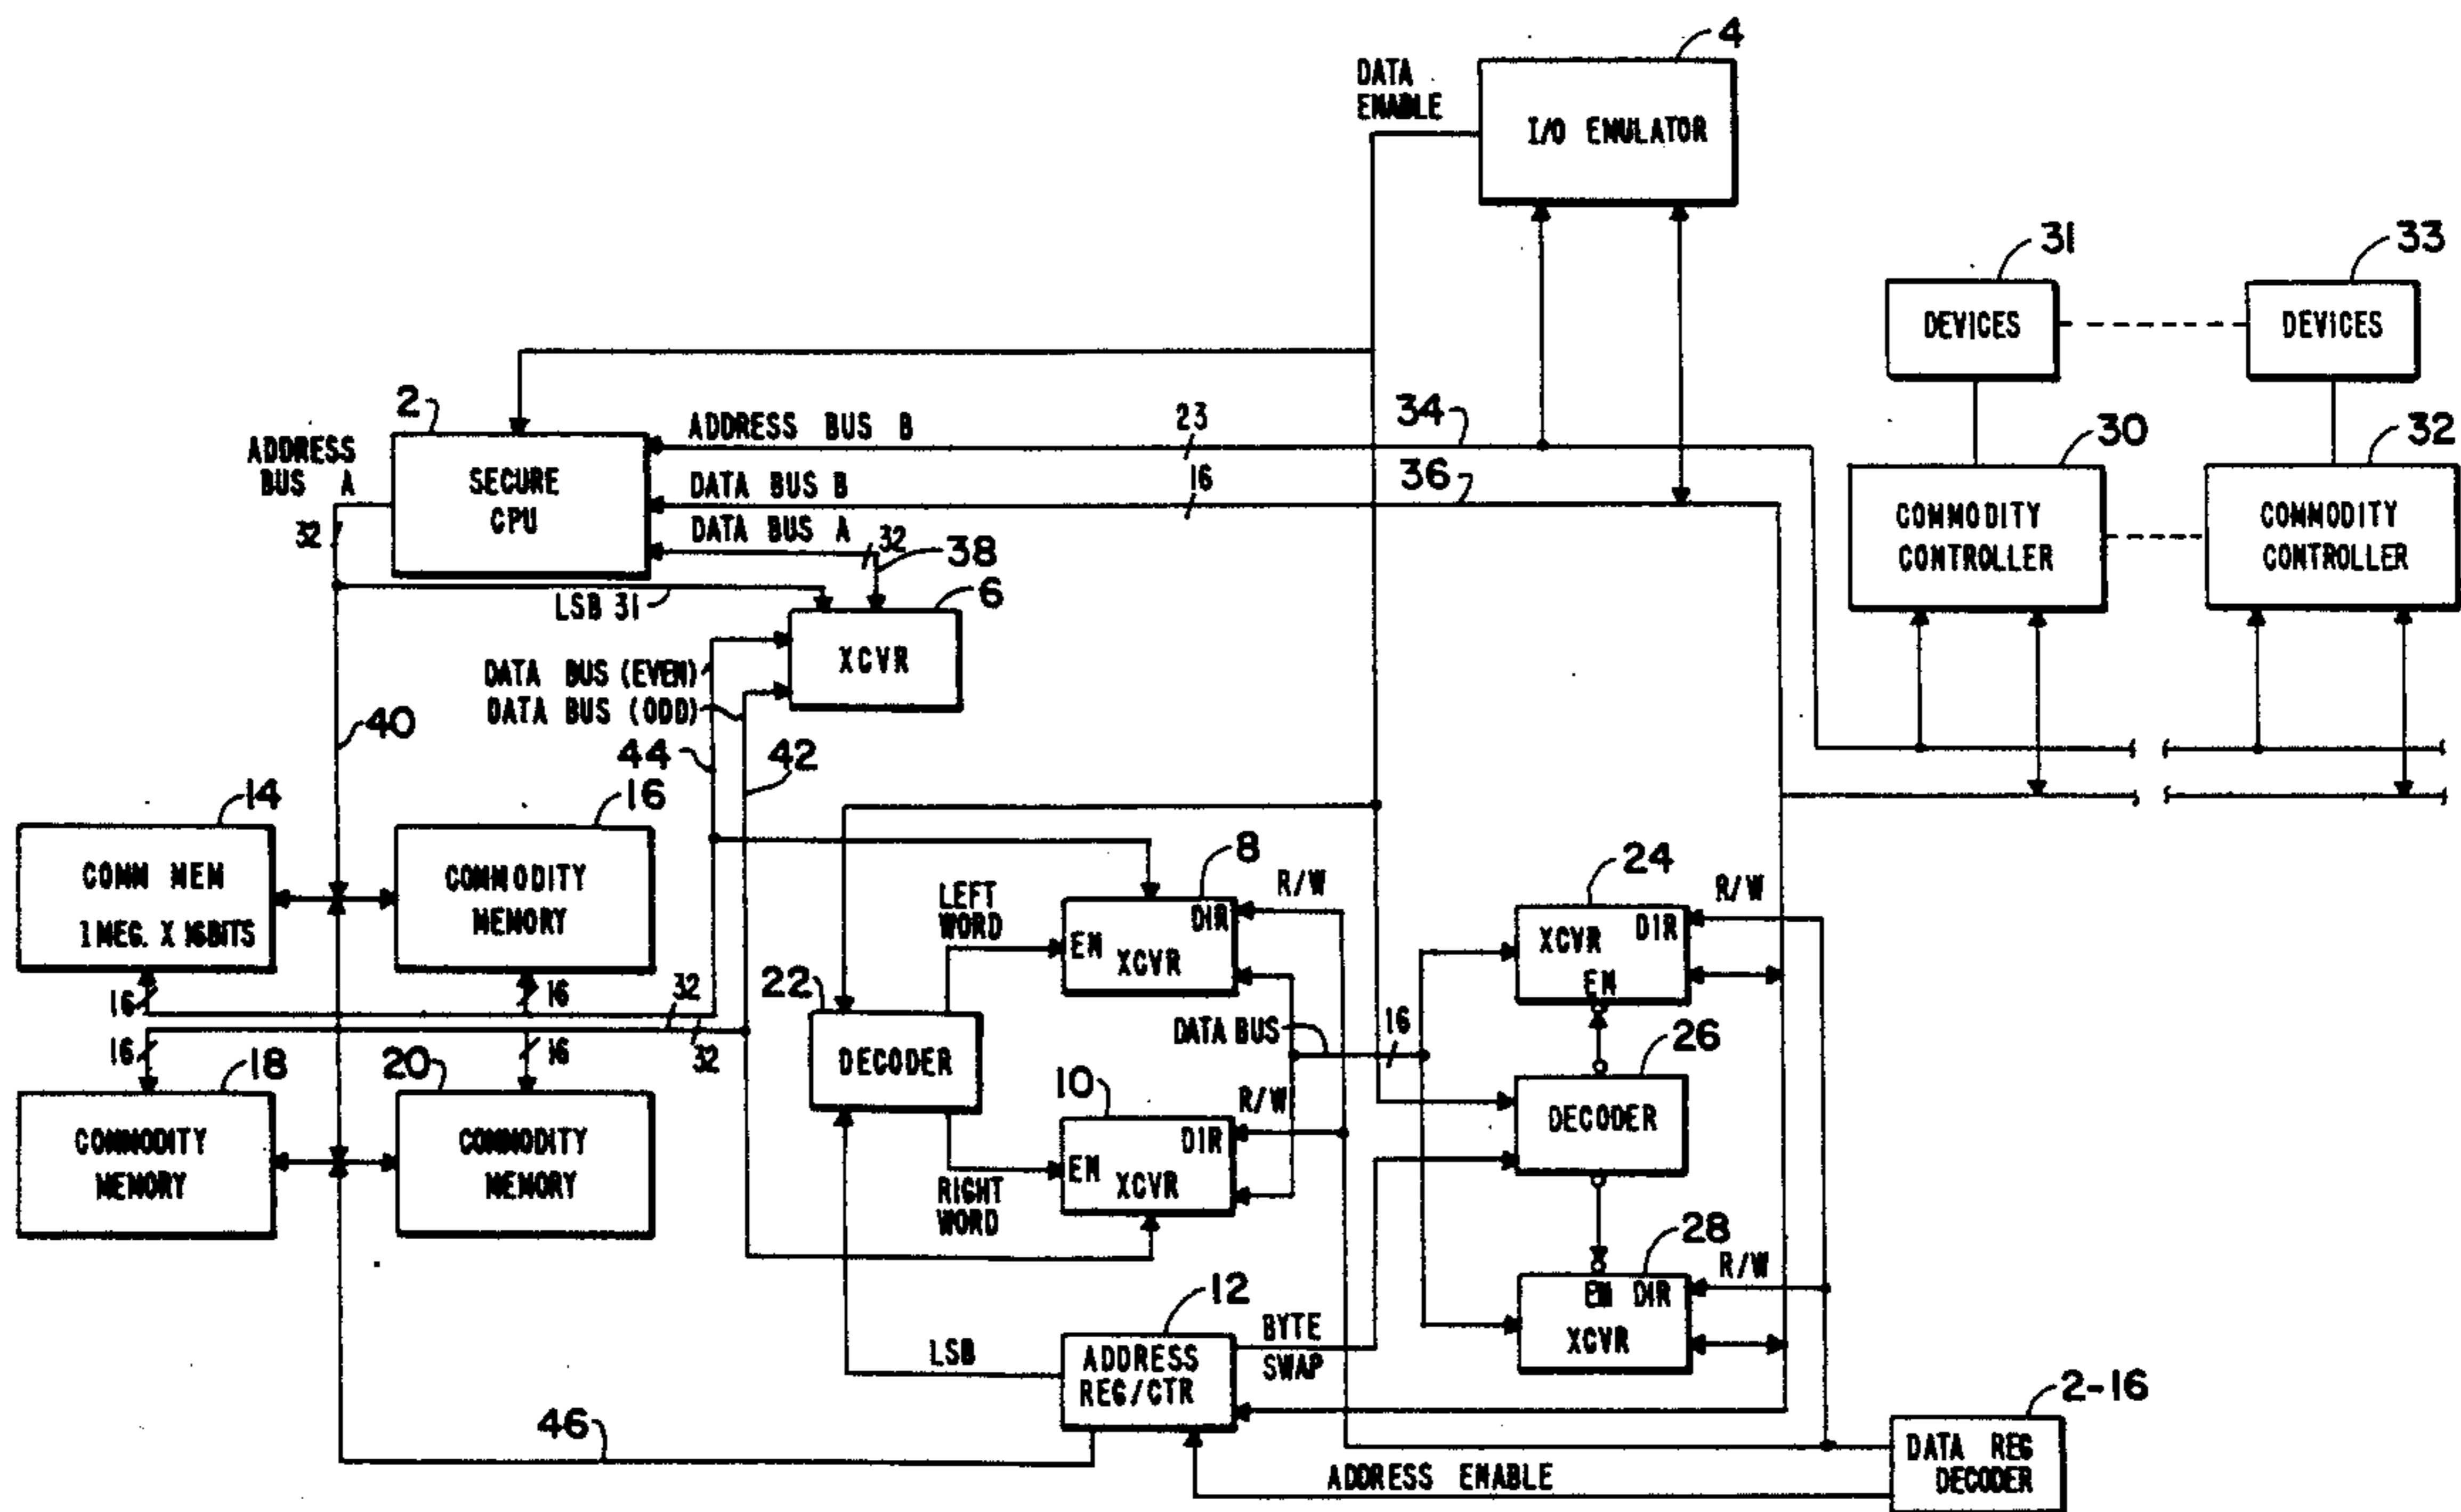 4
DATA
ENABLE
I/O EMULATOR
31
33
DEVICES
DEVICES
2
ADDRESS BUS B
23
34
30
32
ADDRESS
BUS A
SECURE
CPU
DATA BUS B
16
36
COMMODITY
CONTROLLER
COMMODITY
CONTROLLER
32
DATA BUS A
32
38
LSB 31
6
XCVR
DATA BUS (EVEN)
DATA BUS (ODD)
40
44
42
14
16
COMM MEM
1 MEG. X 16BITS
COMMODITY
MEMORY
8
R/W
LEFT
WORD
DIR
EN
XCVR
24
R/W
XCVR
DIR
EN
16
16
32
22
DATA BUS
16
16
16
32
18
20
DECODER
10
R/W
26
DECODER
COMMODITY
MEMORY
COMMODITY
MEMORY
DIR
EN
XCVR
RIGHT
WORD
28
R/W
EN DIR
XCVR
12
LSB
ADDRESS
REG/CTR
BYTE
SWAP
46
2-16
DATA REG
DECODER
ADDRESS ENABLE